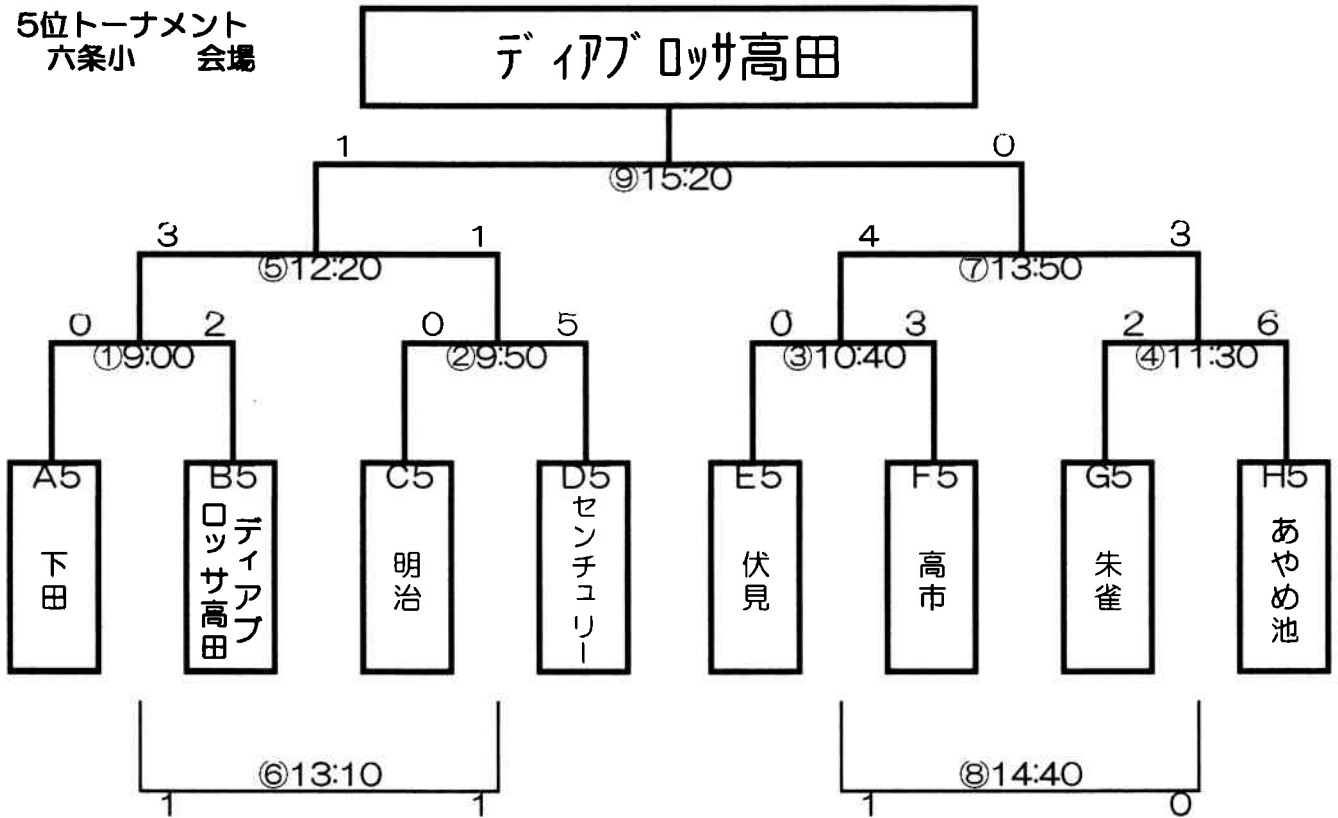 5位トーナメント
六条小 会場
ディアブロッサ高田
1 0
⑨15:20
3 1 4 3
⑤12:20 ⑦13:50
0 2 0 5 0 3 2 6
①9:00 ②9:50 ③10:40 ④11:30
A5 B5 C5 D5 E5 F5 G5 H5
下田
ディアブ
ロッサ高田
明治
センチュリー
伏見
高市
朱雀
あやめ池
⑥13:10 ⑧14:40
1 1 1 0